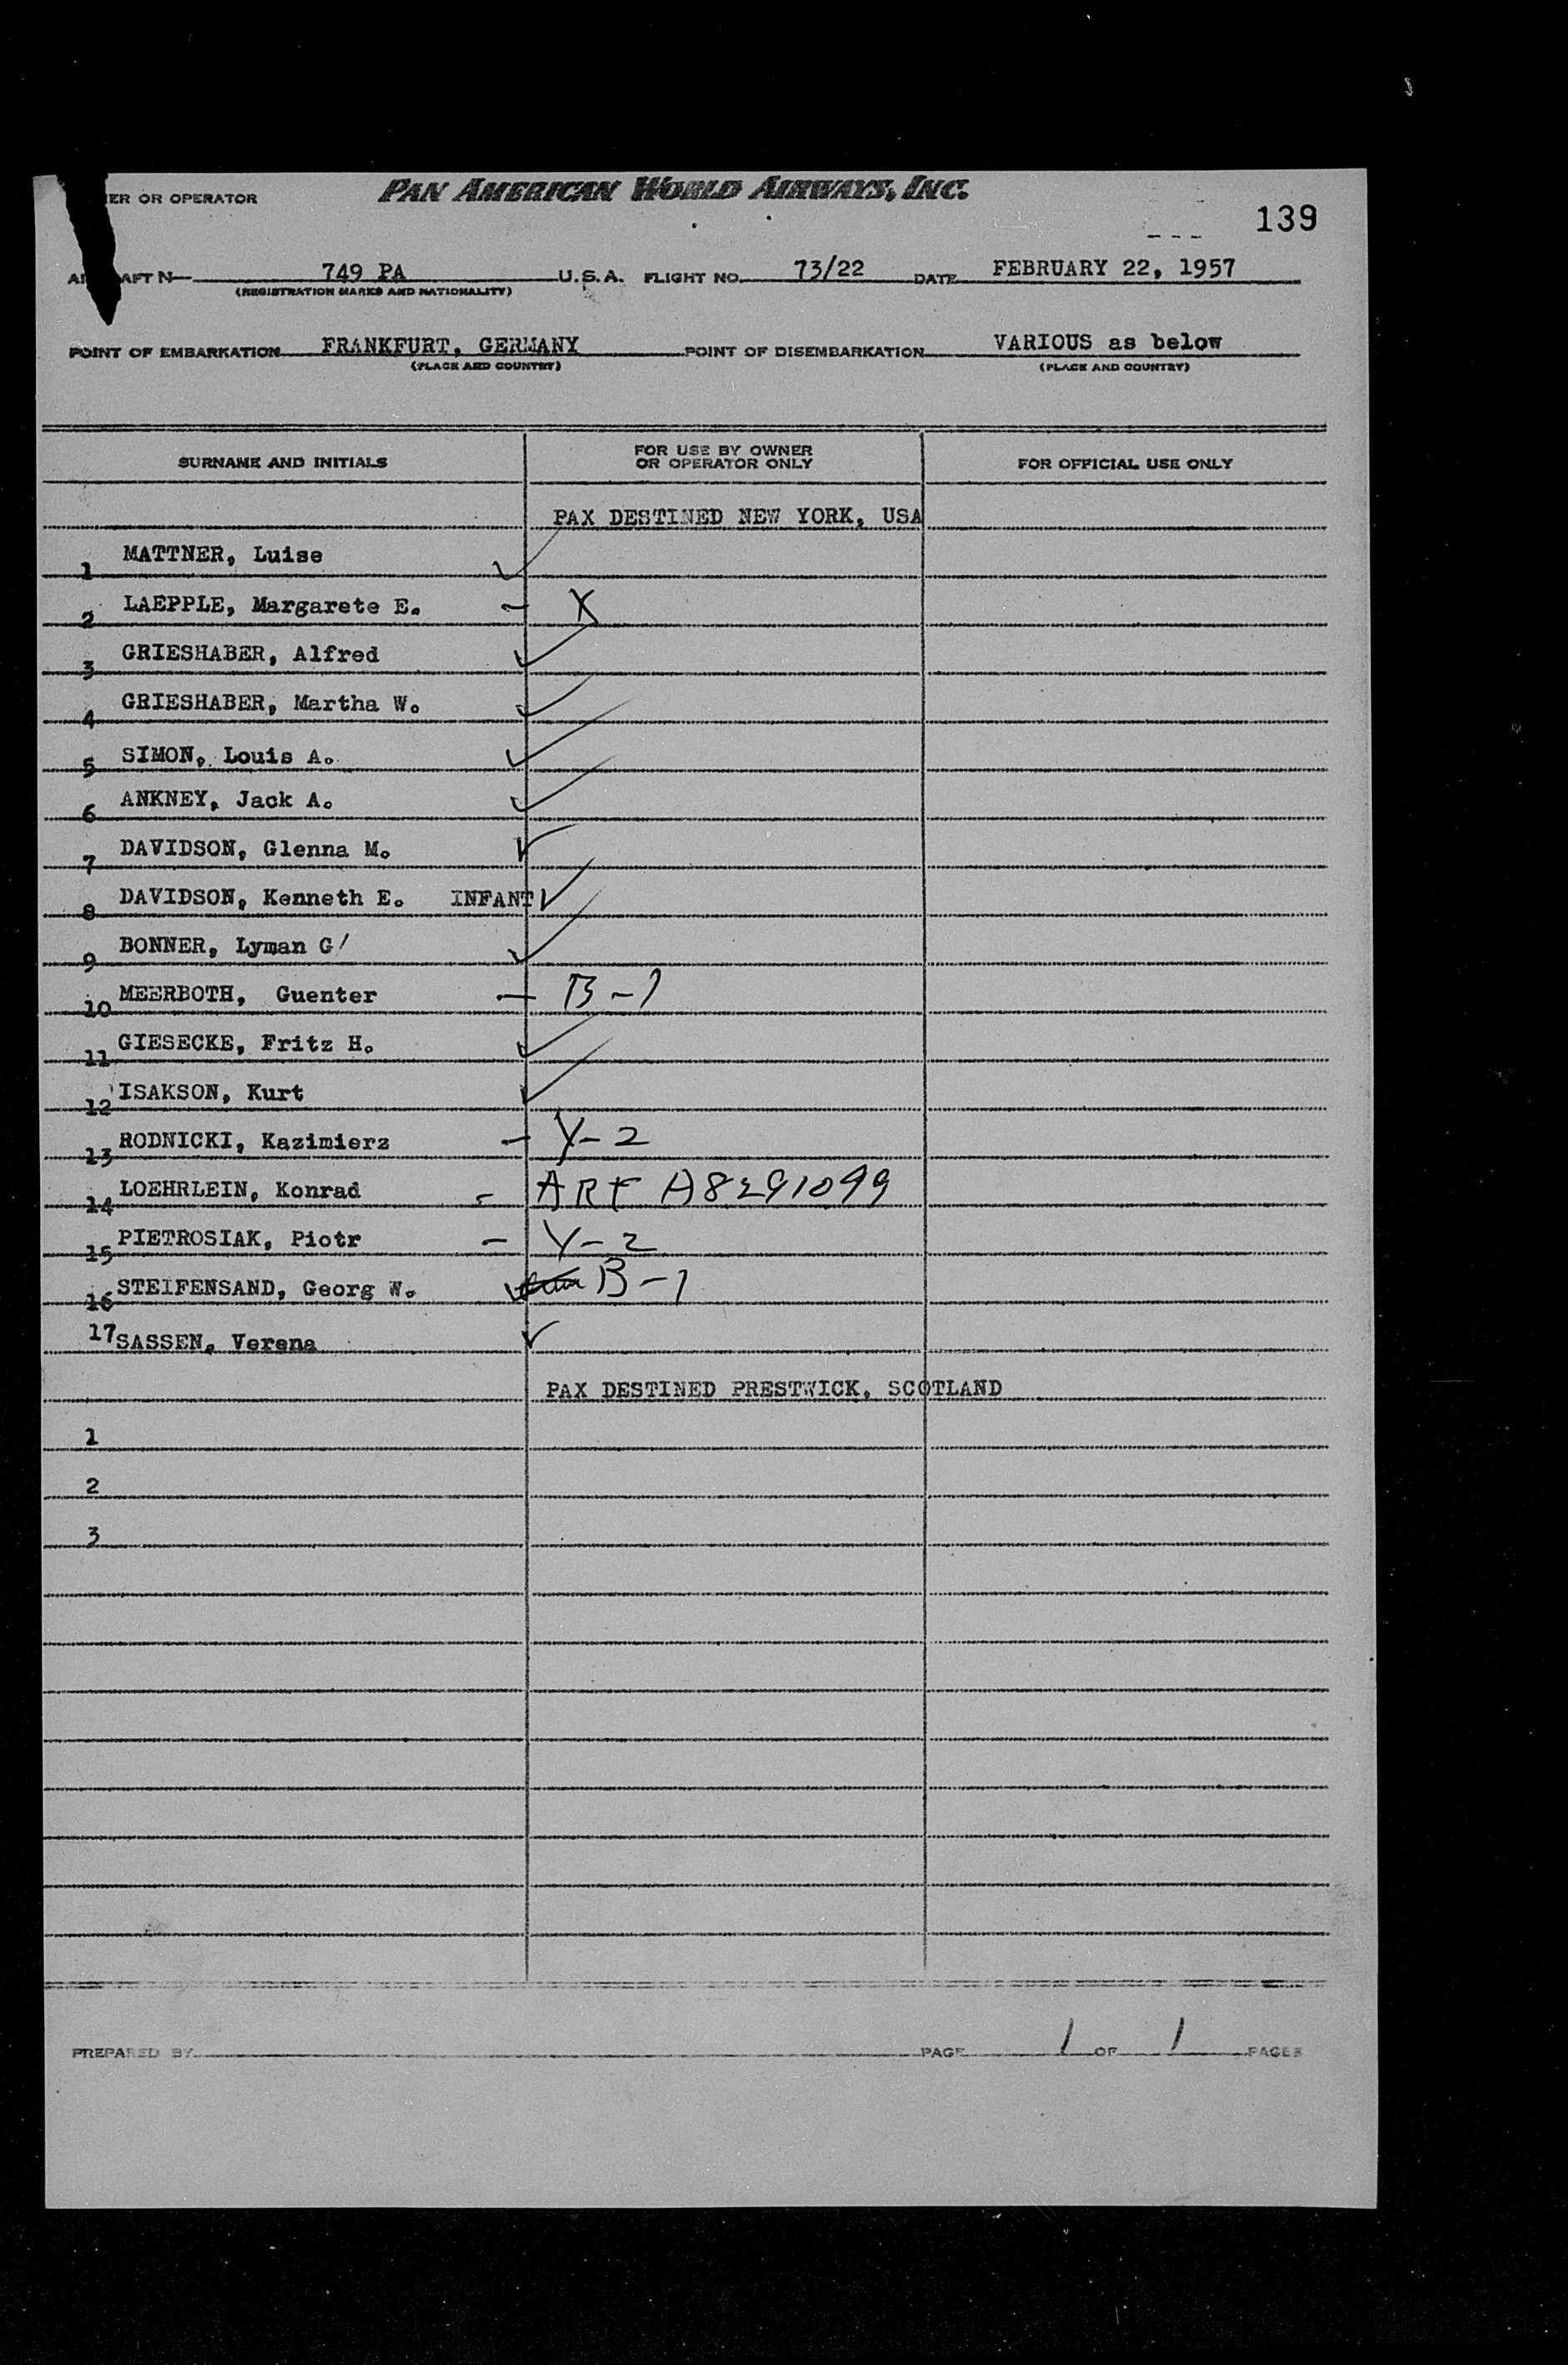 ER OR OPERATOR PAN AMERICAN WORLD AIRWAYS, INC.
139
AFT N 749 PA U.S.A. FLIGHT NO. 73/22 DATE FEBRUARY 22, 1957
(REGISTRATION MARKS AND NATIONALITY)
POINT OF EMBARKATION FRANKFURT, GERMANY POINT OF DISEMBARKATION VARIOUS as below
(PLACE AND COUNTRY) (PLACE AND COUNTRY)
SURNAME AND INITIALS FOR USE BY OWNER OR OPERATOR ONLY FOR OFFICIAL USE ONLY
PAX DESTINED NEW YORK, USA
1 MATTNER, Luise ✓
2 LAEPPLE, Margarete E. – X
3 GRIESHABER, Alfred ✓
4 GRIESHABER, Martha W. ✓
5 SIMON, Louis A. ✓
6 ANKNEY, Jack A. ✓
7 DAVIDSON, Glenna M. ✓
8 DAVIDSON, Kenneth E. INFANT ✓
9 BONNER, Lyman G/ ✓
10 MEERBOTH, Guenter – B-1
11 GIESECKE, Fritz H. ✓
12 ISAKSON, Kurt ✓
13 RODNICKI, Kazimierz – Y-2
14 LOEHRLEIN, Konrad – A8291099
15 PIETROSIAK, Piotr – Y-2
16 STEIFENSAND, Georg W. ✓ B-1
17 SASSEN, Verena ✓
PAX DESTINED PRESTWICK, SCOTLAND
1
2
3
PREPARED BY PAGE 1 OF 1 PAGES